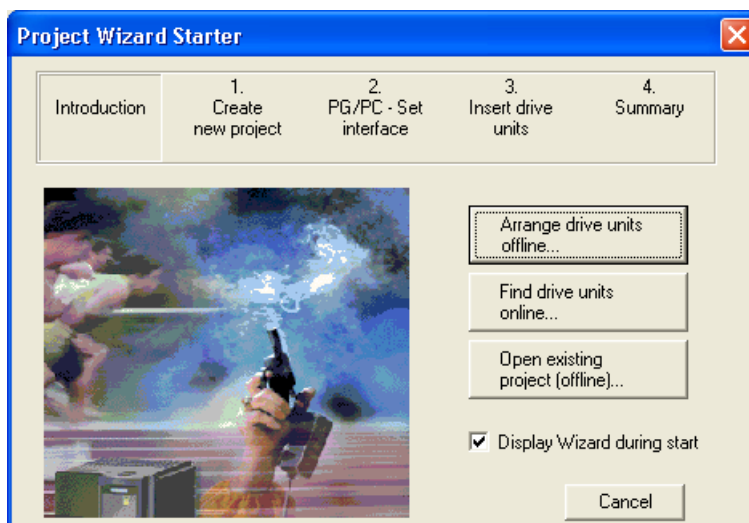 Project Wizard Starter
Introduction
1.
Create
new project
2.
PG/PC - Set
interface
3.
Insert drive
units
4.
Summary
Arrange drive units
offline...
Find drive units
online...
Open existing
project (offline)...
Display Wizard during start
Cancel